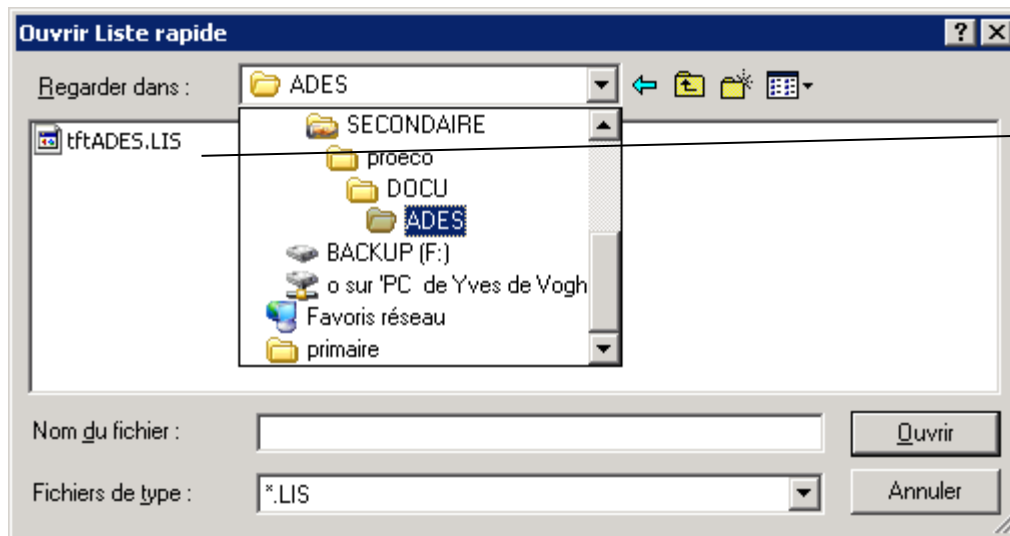 Ouvrir Liste rapide
Regarder dans :
ADES
tftADES.LIS
SECONDAIRE
proeco
DOCU
ADES
BACKUP (F:)
o sur 'PC de Yves de Vogh
Favoris réseau
primaire
Nom du fichier :
Ouvrir
Fichiers de type :
*.LIS
Annuler